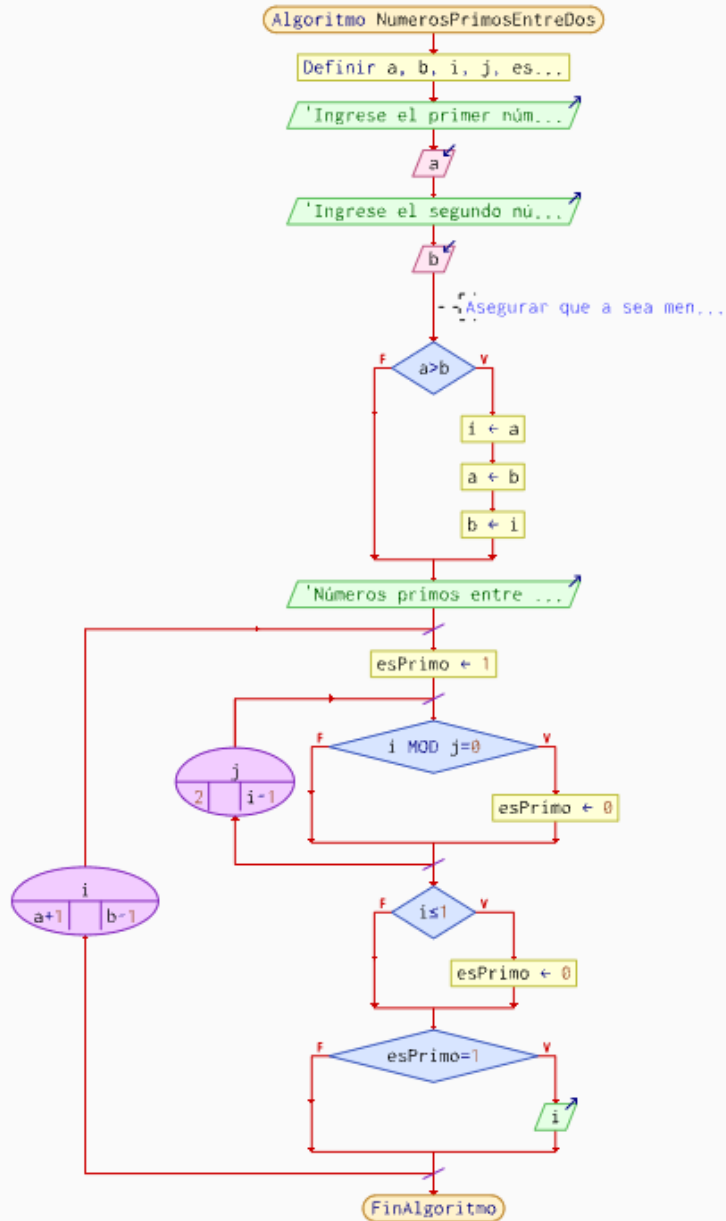 Algoritmo NumerosPrimosEntreDos
Definir a, b, i, j, es...
'Ingrese el primer núm...
a
'Ingrese el segundo nú...
b
Asegurar que a sea men...
F
a>b
V
i ← a
a ← b
b ← i
'Números primos entre ...
esPrimo ← 1
F
i MOD j=0
V
j
2
i-1
esPrimo ← 0
i
a+1
b-1
F
i≤1
V
esPrimo ← 0
F
esPrimo=1
V
i
FinAlgoritmo